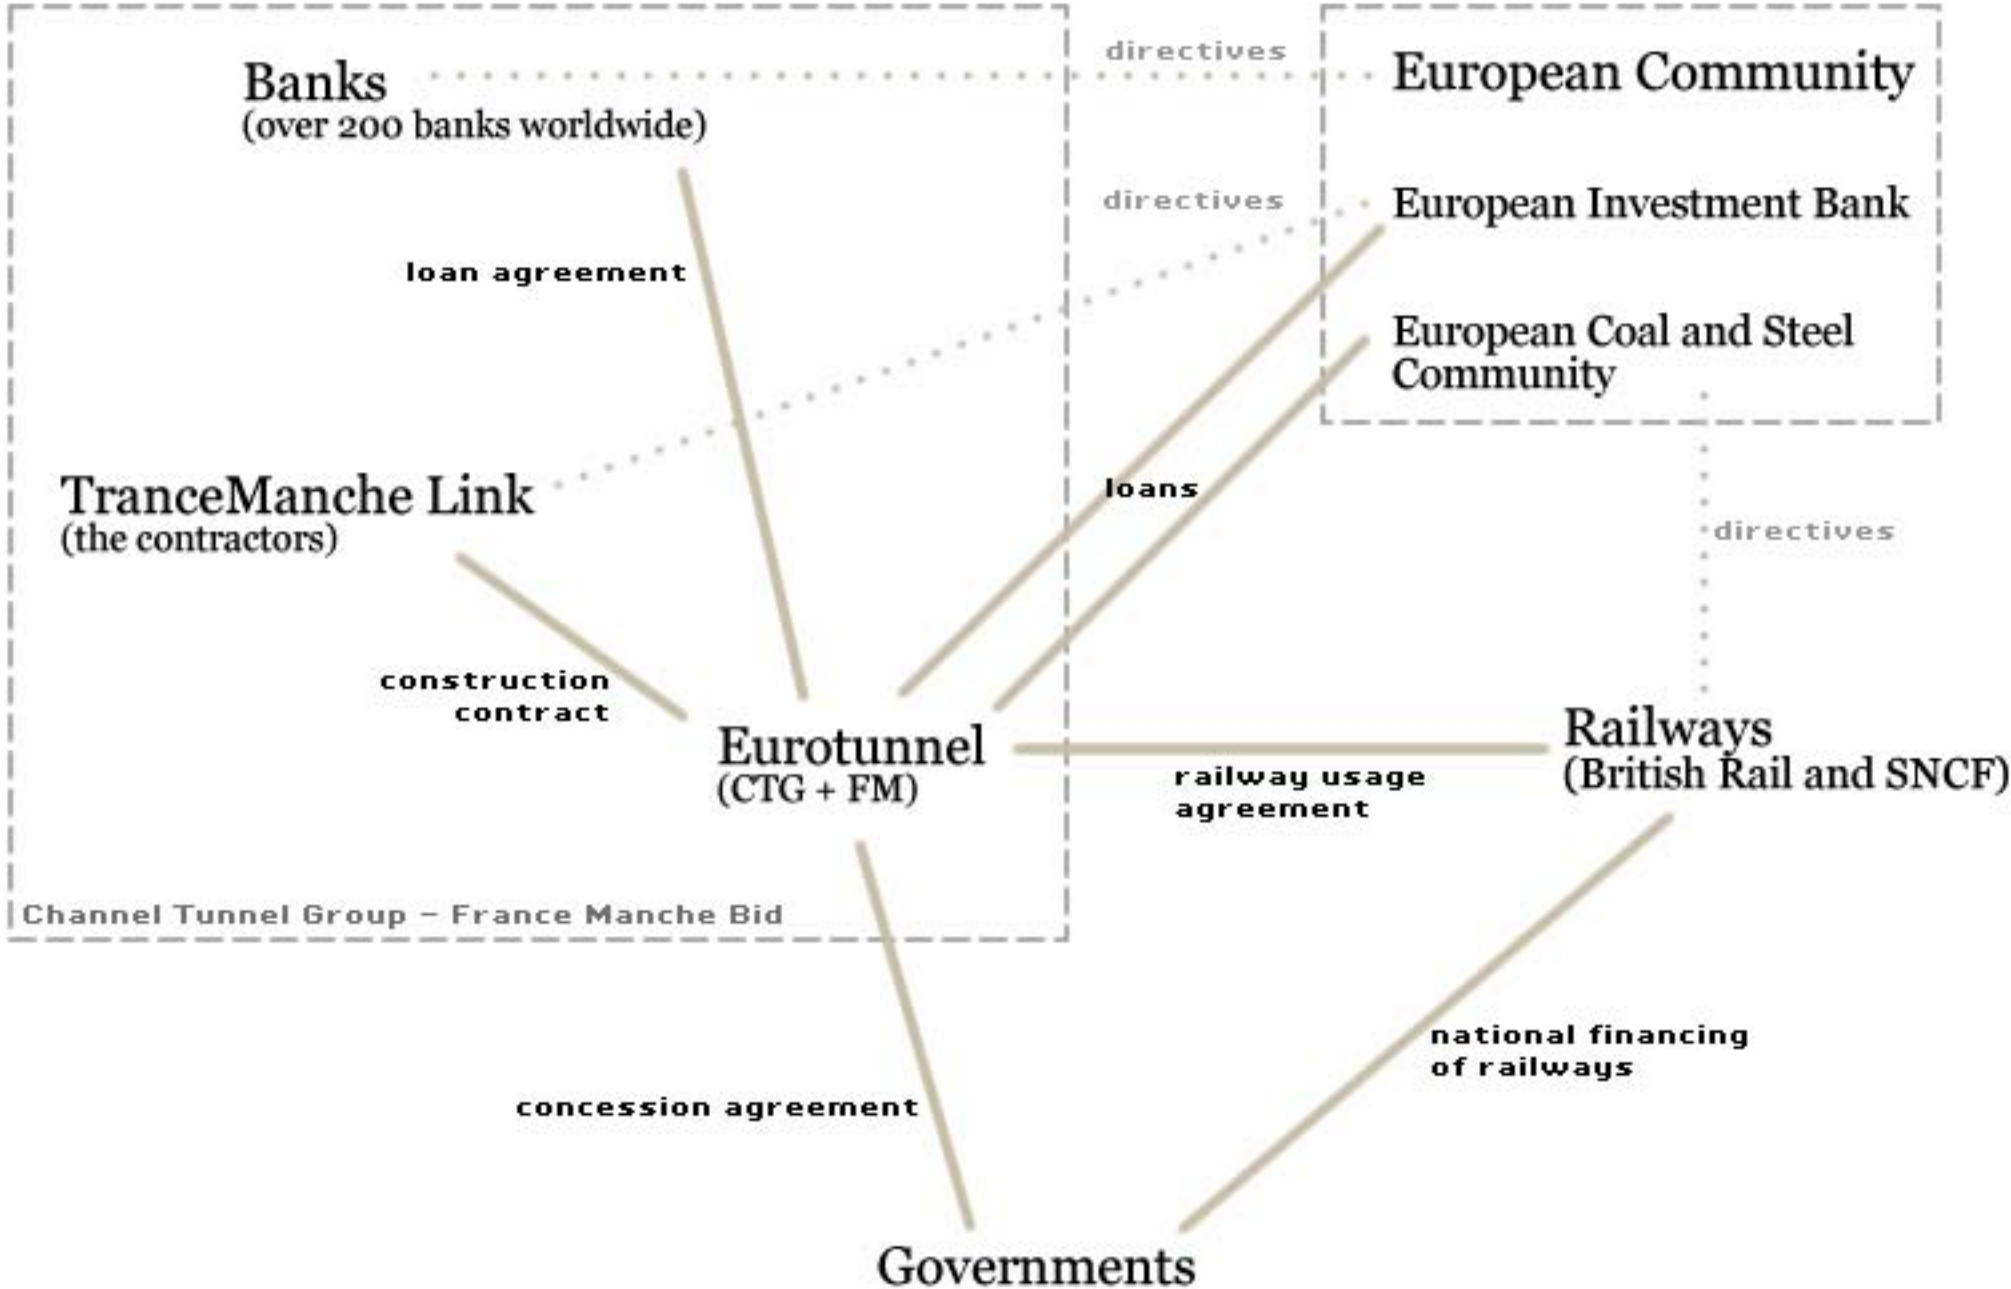 directives
Banks
(over 200 banks worldwide)
European Community
directives
European Investment Bank
loan agreement
European Coal and Steel
Community
TranceManche Link
(the contractors)
loans
directives
construction
contract
Eurotunnel
(CTG + FM)
Railways
(British Rail and SNCF)
railway usage
agreement
Channel Tunnel Group - France Manche Bid
national financing
of railways
concession agreement
Governments